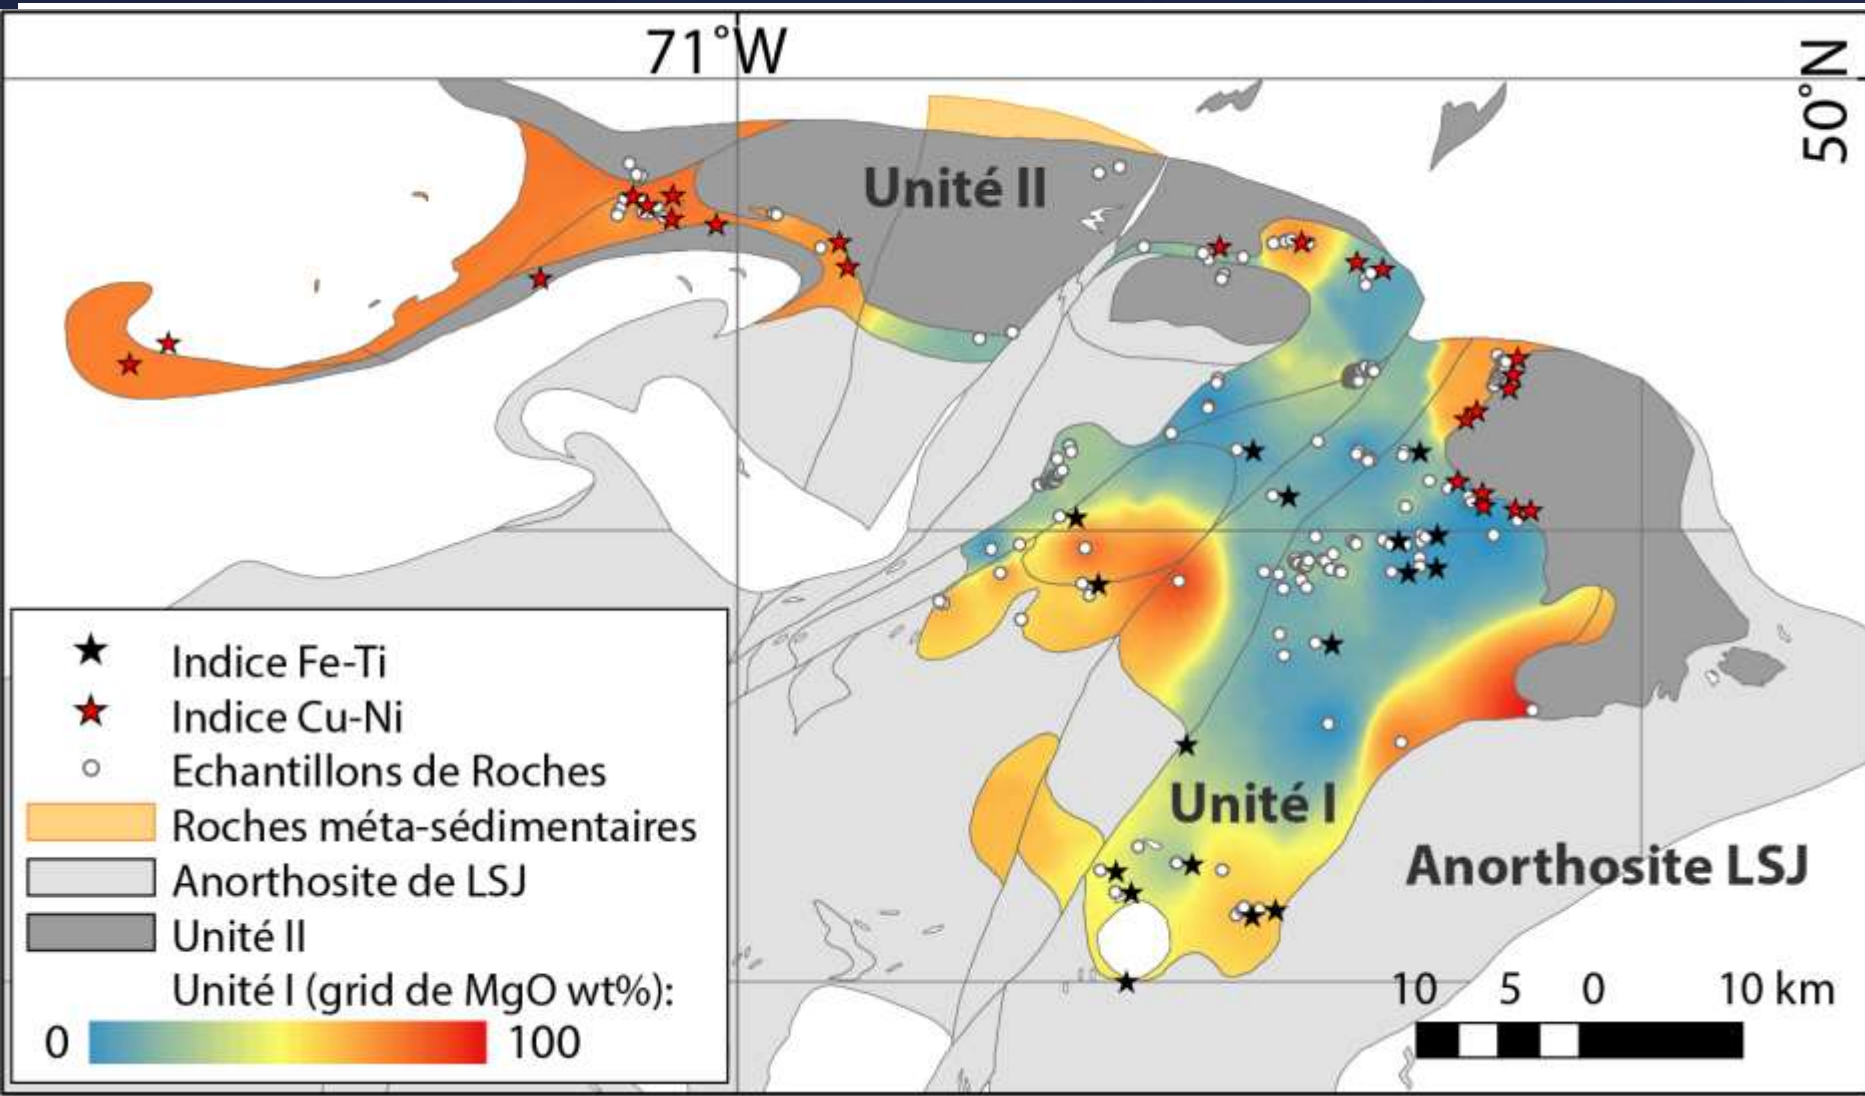 71°W
50°N
Unité II
Unité I
Anorthosite LSJ
Indice Fe-Ti
Indice Cu-Ni
Echantillons de Roches
Roches méta-sédimentaires
Anorthosite de LSJ
Unité II
Unité I (grid de MgO wt%):
0 100
10 5 0 10 km